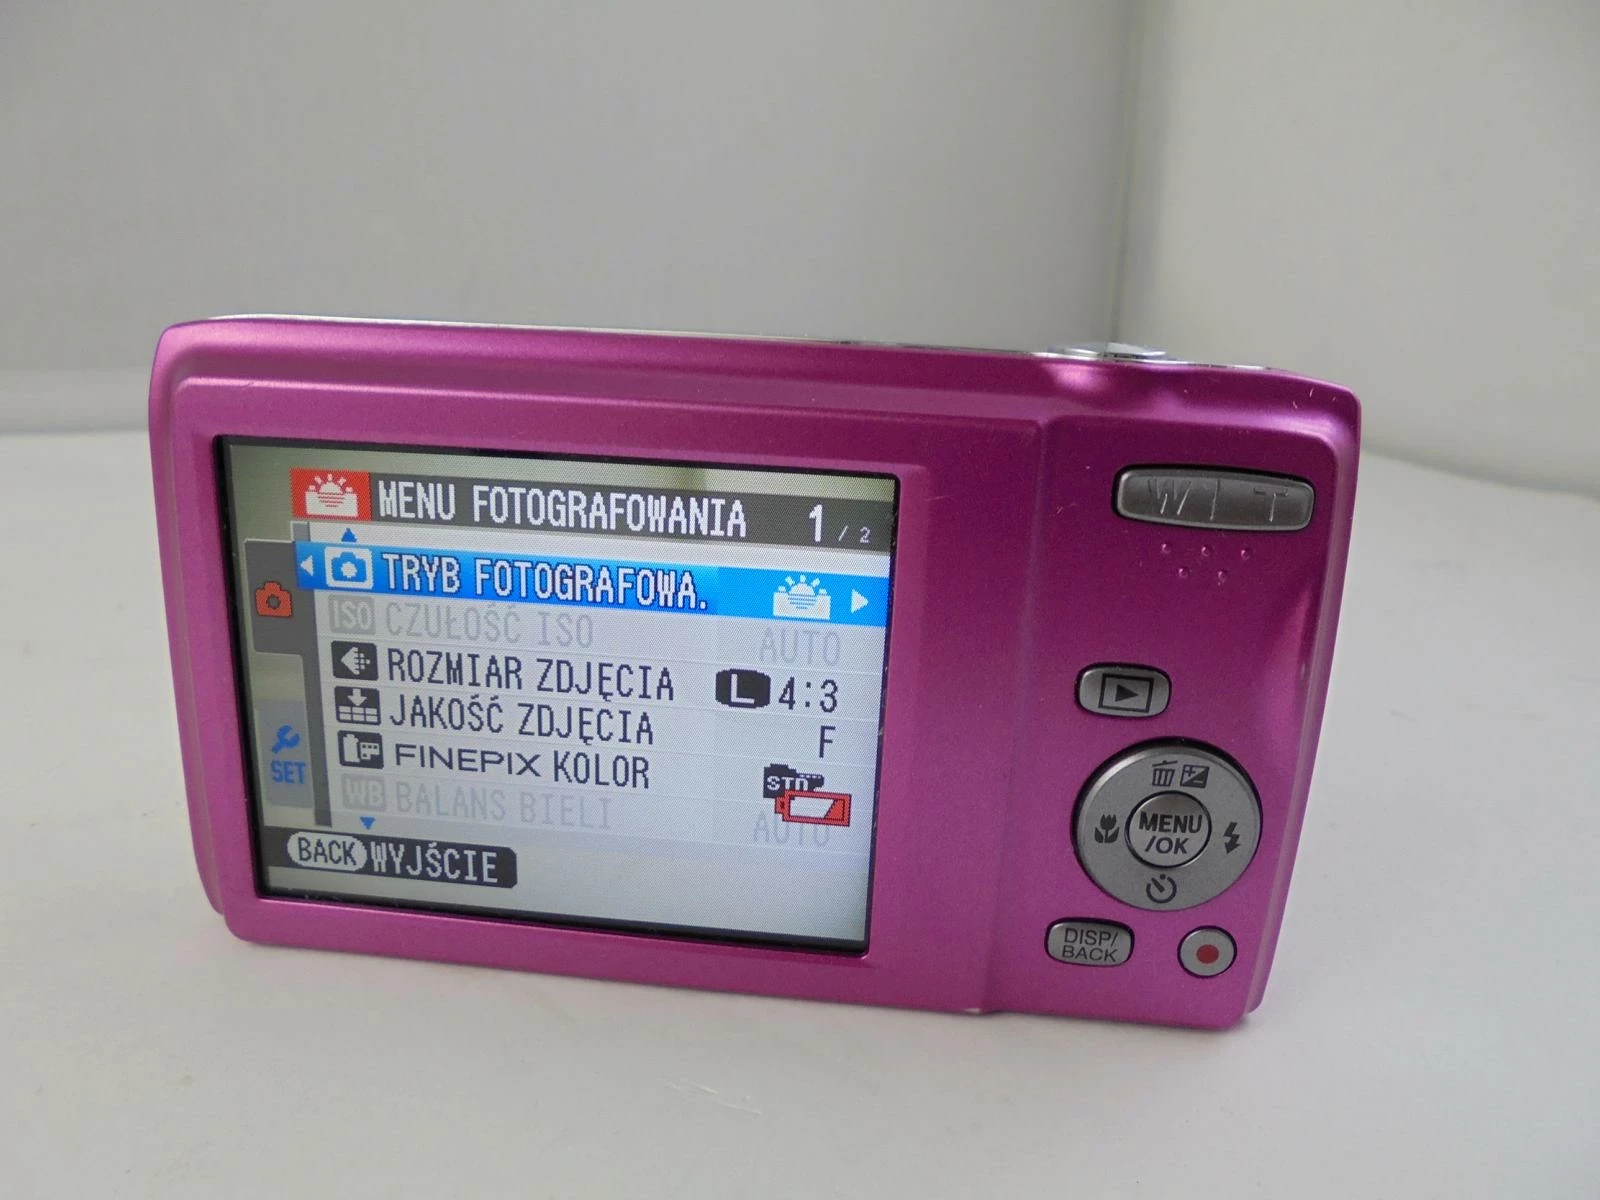 MENU FOTOGRAFOWANIA 1 / 2
TRYB FOTOGRAFOWA.
ISO CZUŁOŚĆ ISO AUTO
ROZMIAR ZDJĘCIA L 4:3
JAKOŚĆ ZDJĘCIA F
FINEPIX KOLOR STD
WB BALANS BIELI AUTO
SET
BACK WYJŚCIE
W T
MENU
/OK
DISP/
BACK